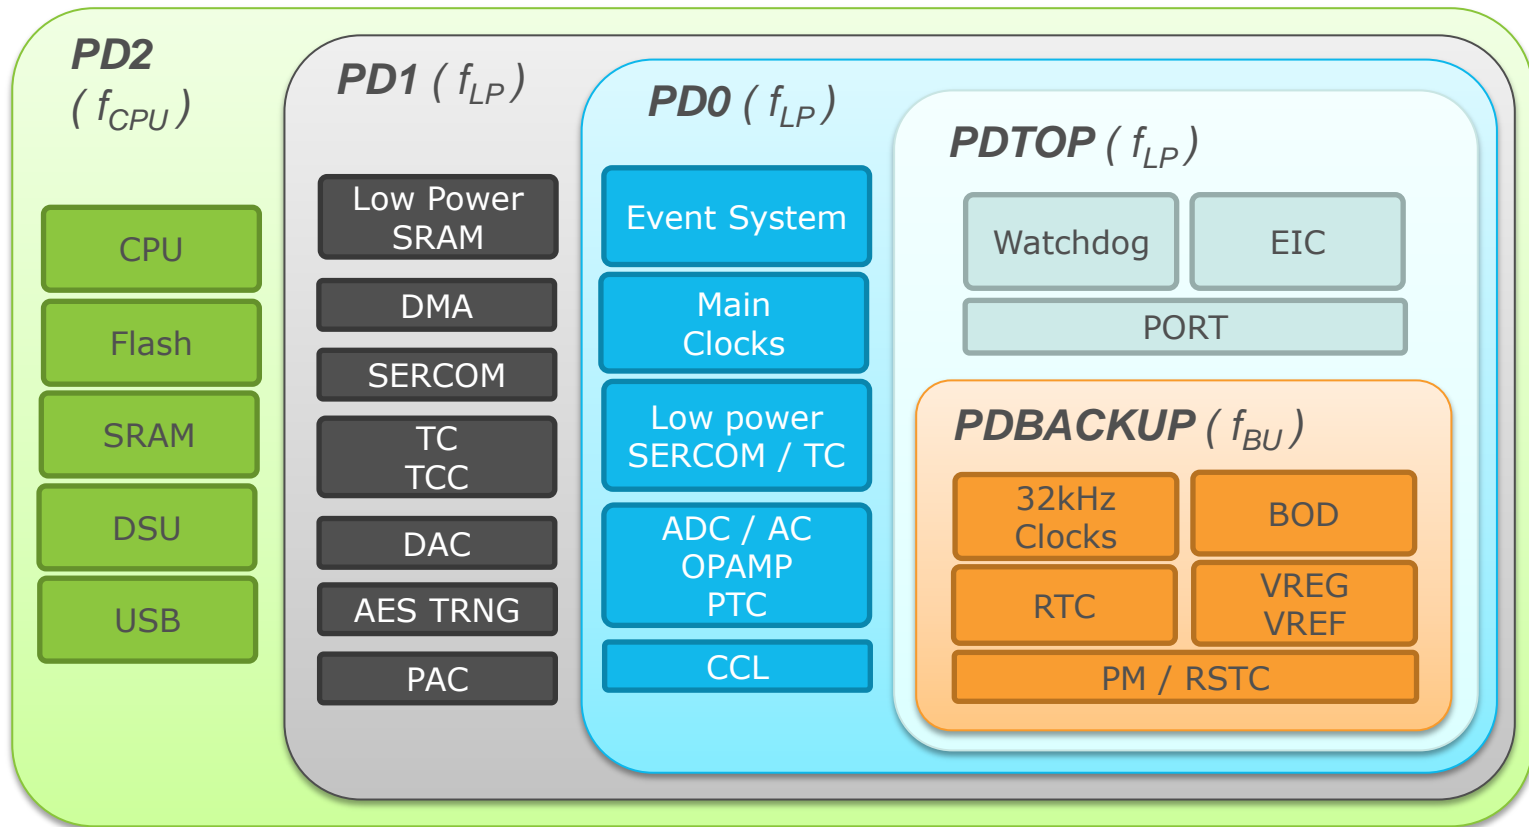 PD2
( fCPU )
CPU
Flash
SRAM
DSU
USB
PD1 ( fLP )
Low Power
SRAM
DMA
SERCOM
TC
TCC
DAC
AES TRNG
PAC
PD0 ( fLP )
Event System
Main
Clocks
Low power
SERCOM / TC
ADC / AC
OPAMP
PTC
CCL
PDTOP ( fLP )
Watchdog
EIC
PORT
PDBACKUP ( fBU )
32kHz
Clocks
BOD
RTC
VREG
VREF
PM / RSTC